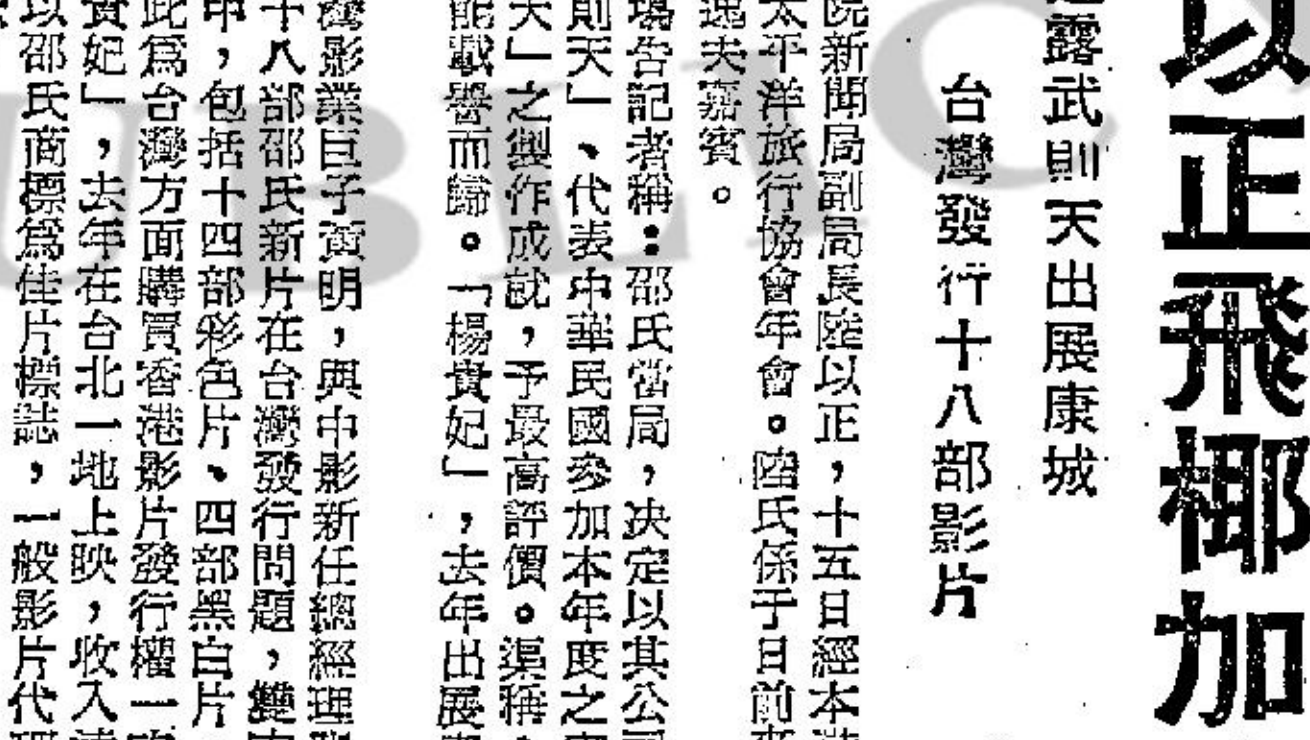 以正飛椰加
露武則天出展康城
台灣發行十八部影片
院新聞局副局長陸以正，十五日經本
太平洋旅行協會年會。陸氏係于日前
逸夫嘉賓。
場告記者稱：邵氏當局，決定以其公
則天」、代表中華民國參加本年度之
天」之製作成就，予最高評價。渠稱
能載譽而歸。「楊貴妃」，去年出展
灣影業巨子黃明，與中影新任總經理
十八部邵氏新片在台灣發行問題，雙
中，包括十四部彩色片、四部黑白片
此爲台灣方面購買香港影片發行權一
貴妃」，去年在台北一地上映，收入
以邵氏商標爲佳片標誌，一般影片代
UBLIC